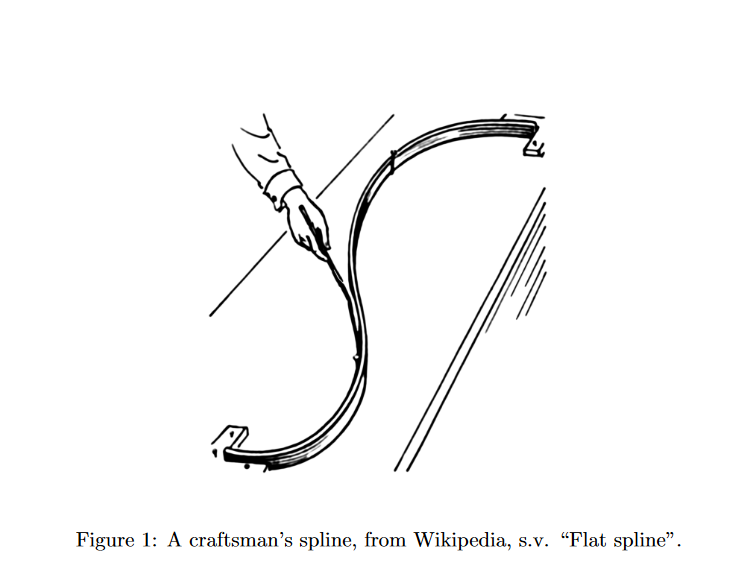 Figure 1: A craftsman’s spline, from Wikipedia, s.v. “Flat spline”.